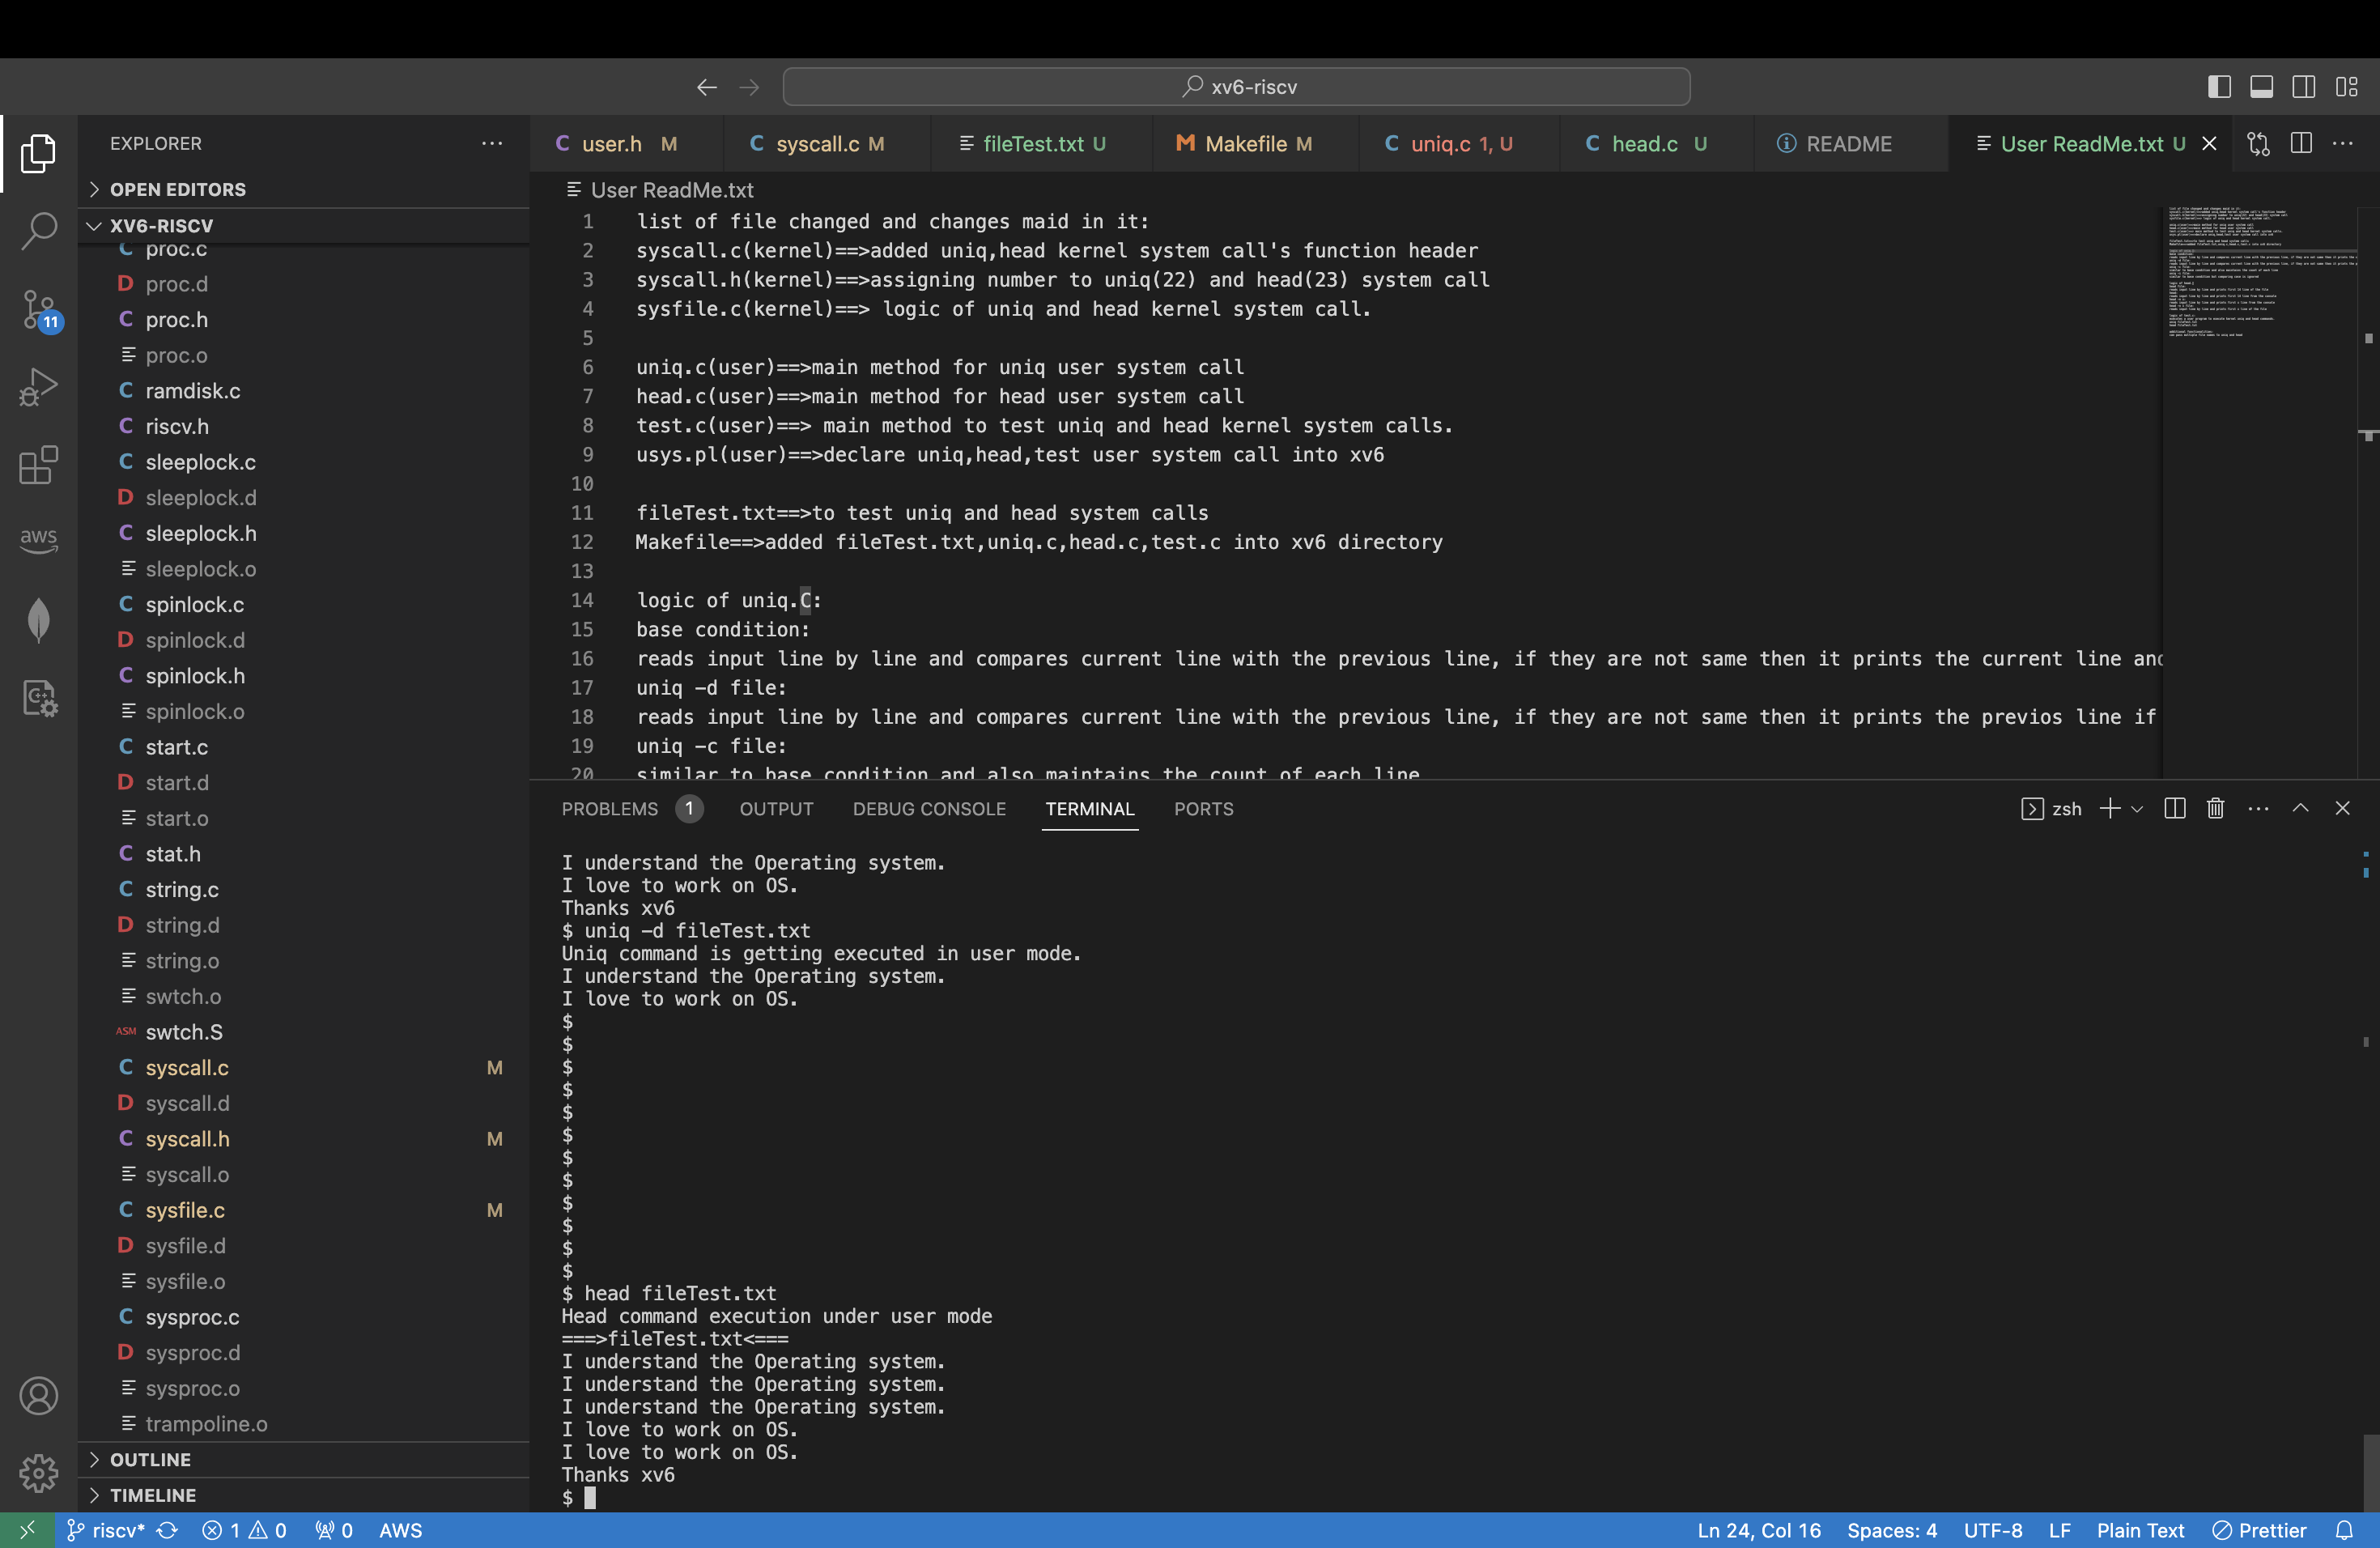 xv6-riscv
EXPLORER
OPEN EDITORS
XV6-RISCV
proc.c
D proc.d
C proc.h
proc.o
C ramdisk.c
C riscv.h
C sleeplock.c
D sleeplock.d
C sleeplock.h
sleeplock.o
C spinlock.c
D spinlock.d
C spinlock.h
spinlock.o
C start.c
D start.d
start.o
C stat.h
C string.c
D string.d
string.o
swtch.o
ASM swtch.S
C syscall.c M
D syscall.d
C syscall.h M
syscall.o
C sysfile.c M
D sysfile.d
sysfile.o
C sysproc.c
D sysproc.d
sysproc.o
trampoline.o
OUTLINE
TIMELINE
11
aws
C user.h M
C syscall.c M
fileTest.txt U
M Makefile M
C uniq.c 1, U
C head.c U
README
User ReadMe.txt U
User ReadMe.txt
1 list of file changed and changes maid in it:
2 syscall.c(kernel)==>added uniq,head kernel system call's function header
3 syscall.h(kernel)==>assigning number to uniq(22) and head(23) system call
4 sysfile.c(kernel)==> logic of uniq and head kernel system call.
5
6 uniq.c(user)==>main method for uniq user system call
7 head.c(user)==>main method for head user system call
8 test.c(user)==> main method to test uniq and head kernel system calls.
9 usys.pl(user)==>declare uniq,head,test user system call into xv6
10
11 fileTest.txt==>to test uniq and head system calls
12 Makefile==>added fileTest.txt,uniq.c,head.c,test.c into xv6 directory
13
14 logic of uniq.C:
15 base condition:
16 reads input line by line and compares current line with the previous line, if they are not same then it prints the current line and
17 uniq -d file:
18 reads input line by line and compares current line with the previous line, if they are not same then it prints the previos line if
19 uniq -c file:
20 similar to base condition and also maintains the count of each line
PROBLEMS 1 OUTPUT DEBUG CONSOLE TERMINAL PORTS
zsh
I understand the Operating system.
I love to work on OS.
Thanks xv6
$ uniq -d fileTest.txt
Uniq command is getting executed in user mode.
I understand the Operating system.
I love to work on OS.
$
$
$
$
$
$
$
$
$
$
$
$
$ head fileTest.txt
Head command execution under user mode
===>fileTest.txt<===
I understand the Operating system.
I understand the Operating system.
I understand the Operating system.
I love to work on OS.
I love to work on OS.
Thanks xv6
$
riscv* 1 0 0 AWS
Ln 24, Col 16 Spaces: 4 UTF-8 LF Plain Text Prettier